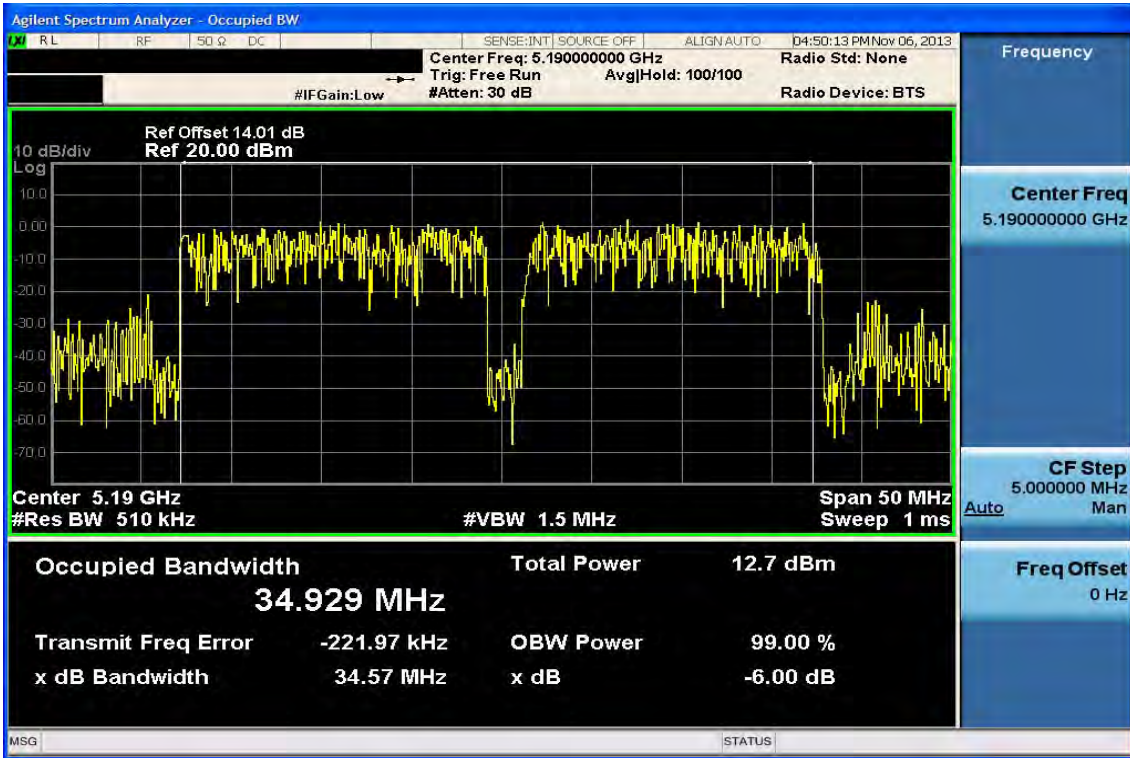 Agilent Spectrum Analyzer - Occupied BW
LXI RL RF 50 Ω DC SENSE:INT SOURCE OFF ALIGN AUTO 04:50:13 PM Nov 06, 2013
Center Freq: 5.190000000 GHz Radio Std: None
Trig: Free Run Avg|Hold: 100/100
#IFGain:Low #Atten: 30 dB Radio Device: BTS
Ref Offset 14.01 dB
10 dB/div Ref 20.00 dBm
Log
10.0
0.00
-10.0
-20.0
-30.0
-40.0
-50.0
-60.0
-70.0
Center 5.19 GHz Span 50 MHz
#Res BW 510 kHz #VBW 1.5 MHz Sweep 1 ms
Occupied Bandwidth Total Power 12.7 dBm
34.929 MHz
Transmit Freq Error -221.97 kHz OBW Power 99.00 %
x dB Bandwidth 34.57 MHz x dB -6.00 dB
MSG STATUS
Frequency
Center Freq
5.190000000 GHz
CF Step
5.000000 MHz
Auto Man
Freq Offset
0 Hz